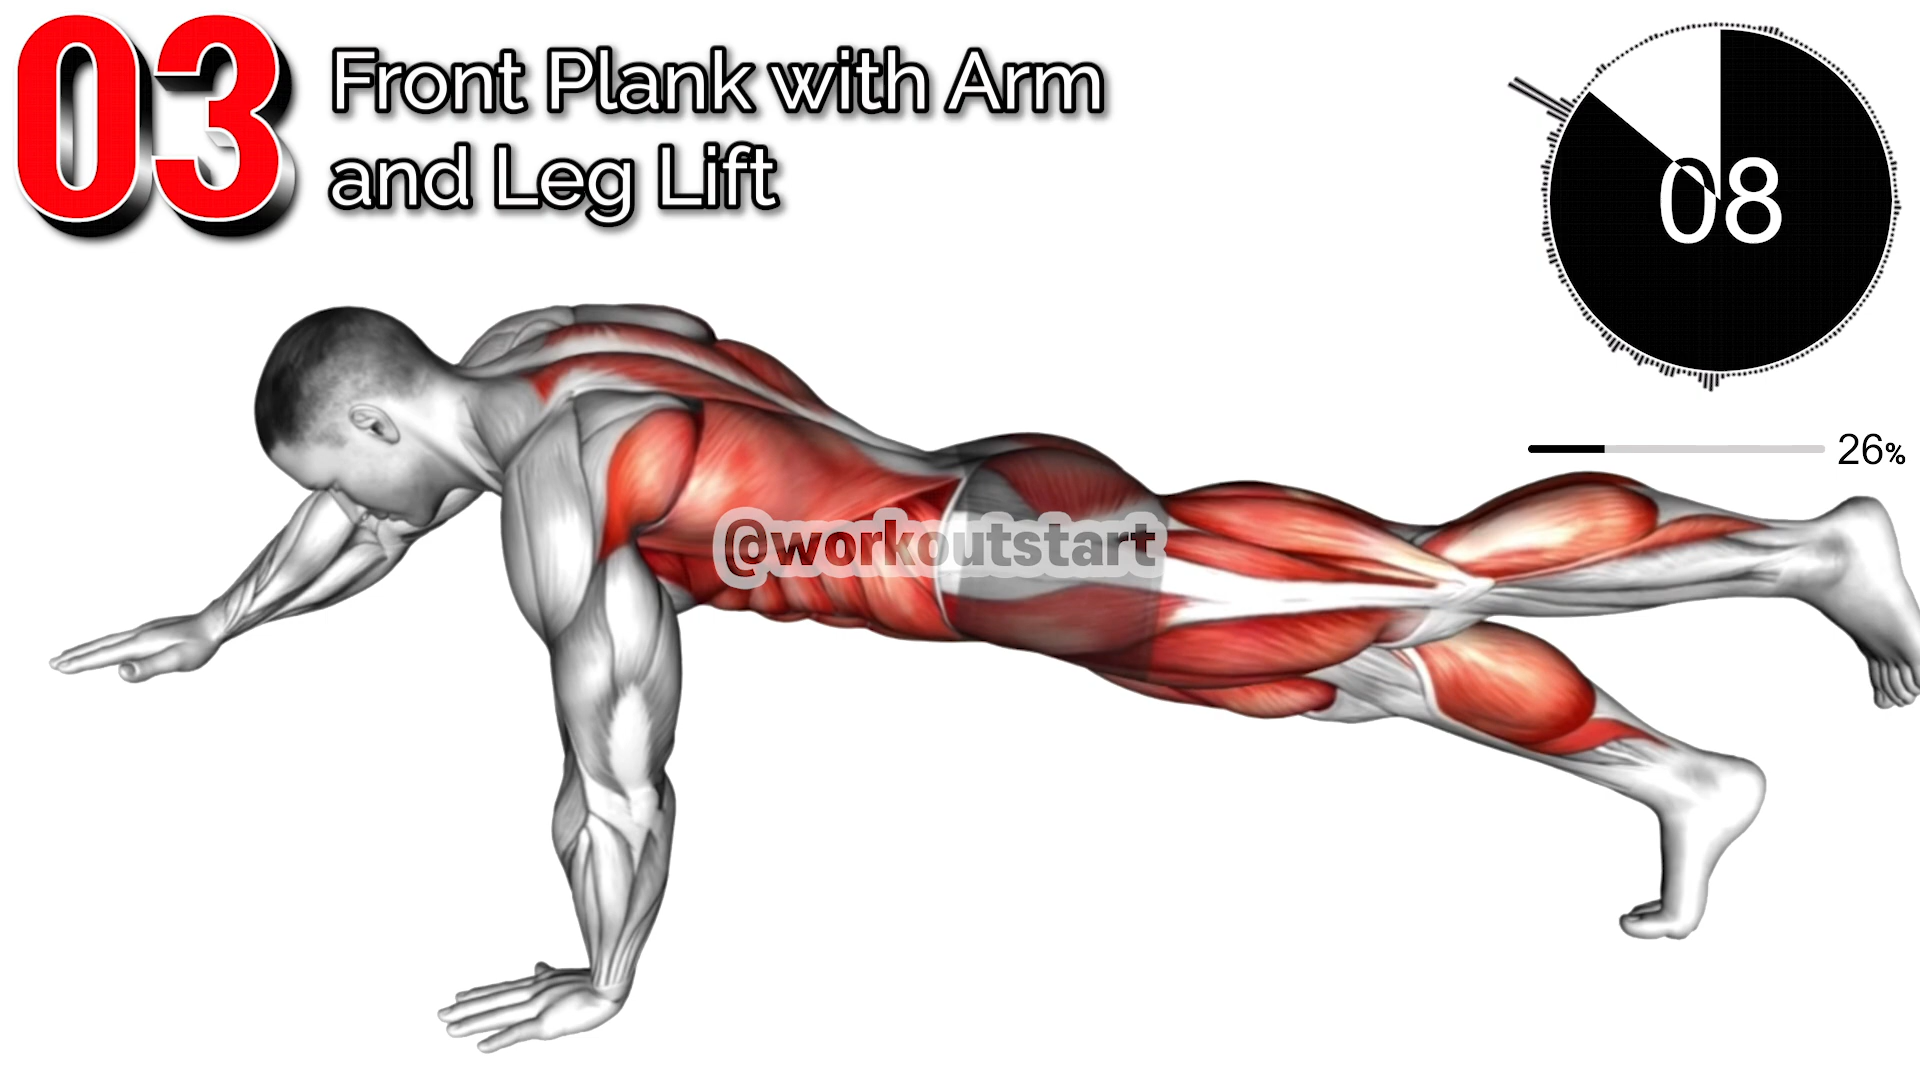 03
Front Plank with Arm
and Leg Lift
08
26%
@workoutstart